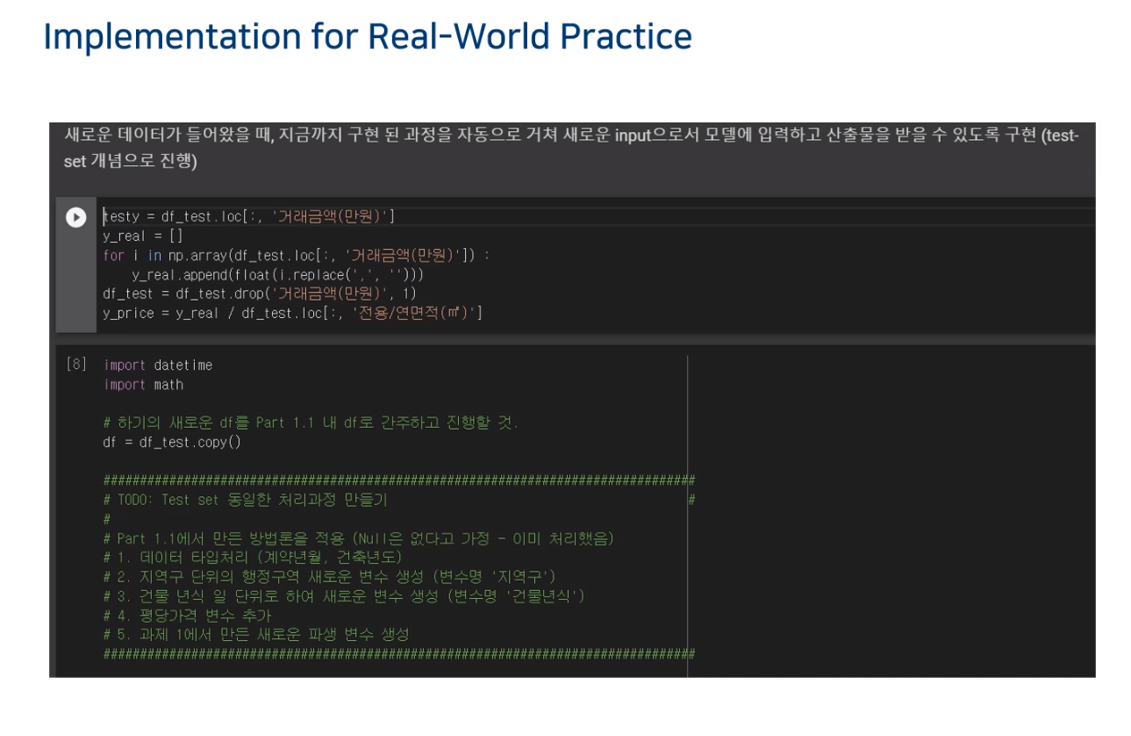 Implementation for Real-World Practice
새로운 데이터가 들어왔을 때, 지금까지 구현 된 과정을 자동으로 거쳐 새로운 input으로서 모델에 입력하고 산출물을 받을 수 있도록 구현 (test-
set 개념으로 진행)
testy = df_test.loc[:, '거래금액(만원)']
y_real = []
for i in np.array(df_test.loc[:, '거래금액(만원)']) :
    y_real.append(float(i.replace(',', '')))
df_test = df_test.drop('거래금액(만원)', 1)
y_price = y_real / df_test.loc[:, '전용/연면적(㎡)']
[8] import datetime
import math
# 하기의 새로운 df를 Part 1.1 내 df로 간주하고 진행할 것.
df = df_test.copy()
################################################################################
# TODO: Test set 동일한 처리과정 만들기 #
#
# Part 1.1에서 만든 방법론을 적용 (Null은 없다고 가정 - 이미 처리했음)
# 1. 데이터 타입처리 (계약년월, 건축년도)
# 2. 지역구 단위의 행정구역 새로운 변수 생성 (변수명 '지역구')
# 3. 건물 년식 일 단위로 하여 새로운 변수 생성 (변수명 '건물년식')
# 4. 평당가격 변수 추가
# 5. 과제 1에서 만든 새로운 파생 변수 생성
################################################################################